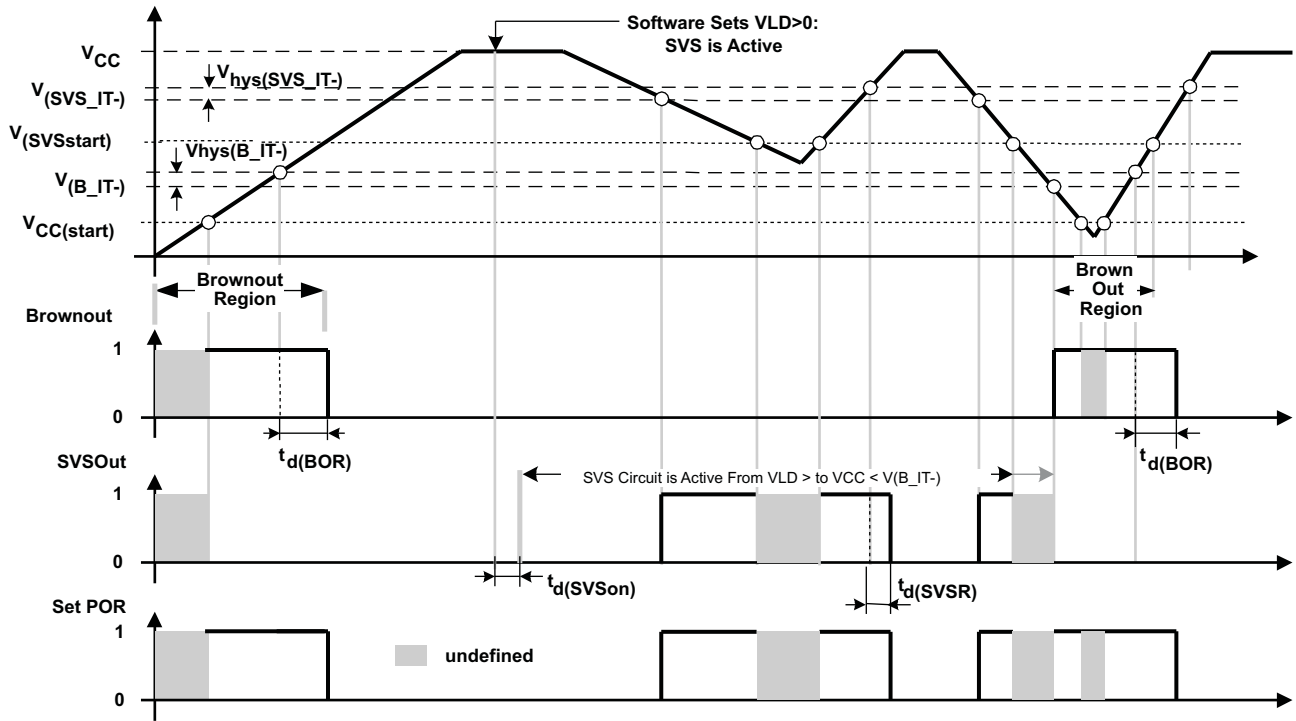 Software Sets VLD>0:
SVS is Active
VCC
Vhys(SVS_IT-)
V(SVS_IT-)
V(SVSstart)
Vhys(B_IT-)
V(B_IT-)
VCC(start)
Brownout
Region
Brown
Out
Region
Brownout
1
0
td(BOR)
td(BOR)
SVSOut
SVS Circuit is Active From VLD > to VCC < V(B_IT-)
1
0
td(SVSon)
td(SVSR)
Set POR
1
undefined
0